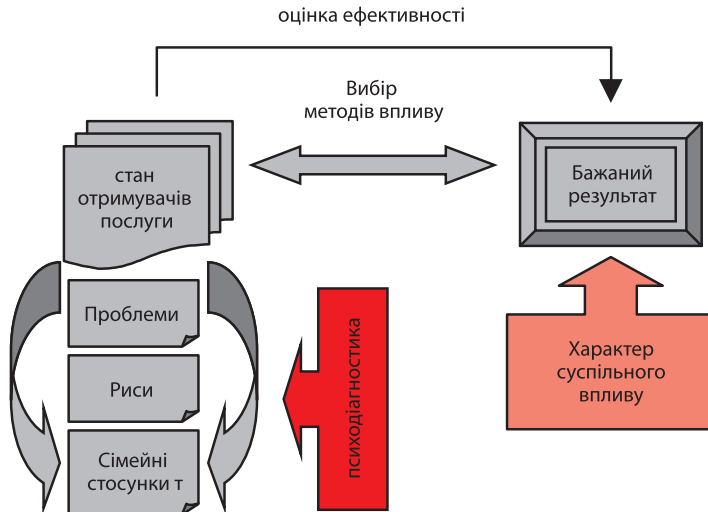 оцінка ефективності
Вибір
методів впливу
стан
отримувачів
послуги
Бажаний
результат
Проблеми
Риси
Сімейні
стосунки т
психодіагностика
Характер
суспільного
впливу